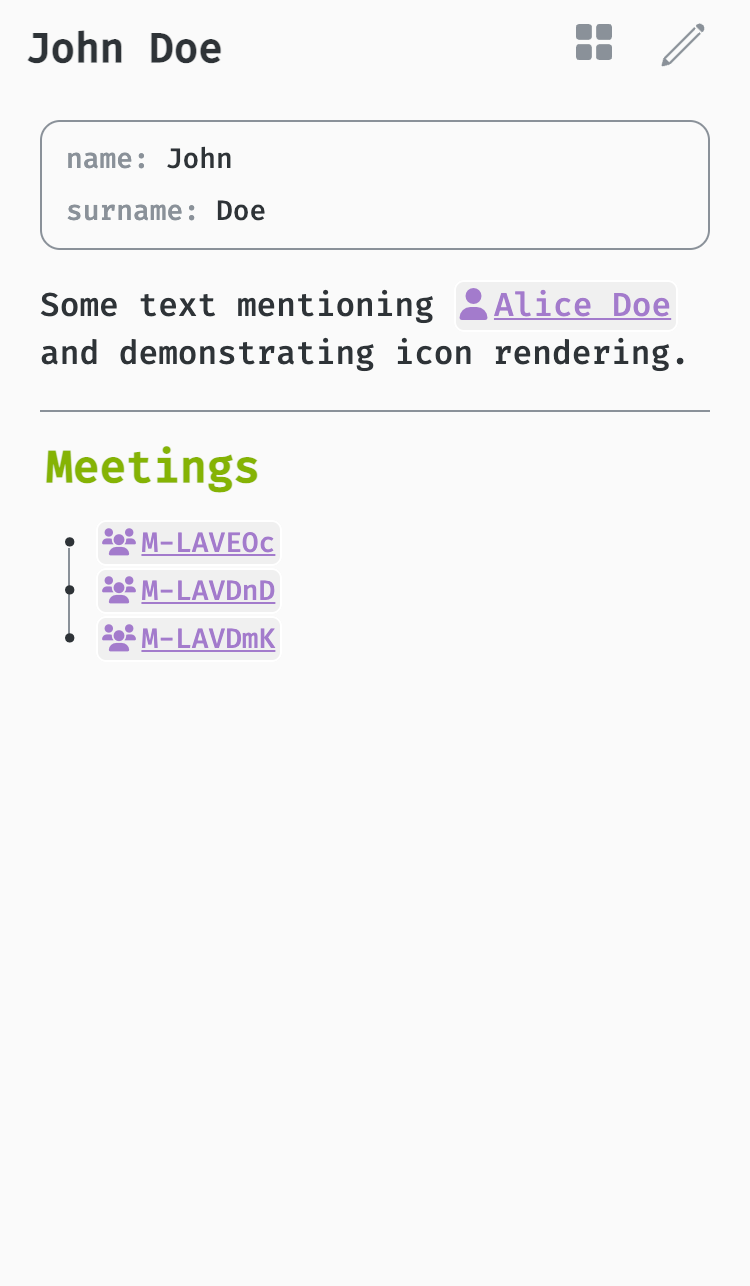 John Doe
name: John
surname: Doe
Some text mentioning Alice Doe
and demonstrating icon rendering.
Meetings
M-LAVEOc
M-LAVDnD
M-LAVDmK